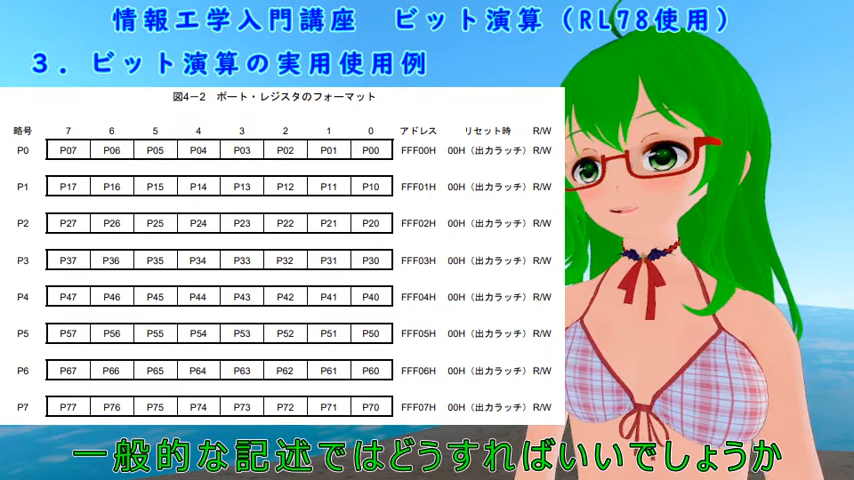 情報工学入門講座　ビット演算（RL78使用）
３．ビット演算の実用使用例
図4－2　ポート・レジスタのフォーマット
略号 7 6 5 4 3 2 1 0 アドレス リセット時 R/W
P0 P07 P06 P05 P04 P03 P02 P01 P00 FFF00H 00H（出力ラッチ） R/W
P1 P17 P16 P15 P14 P13 P12 P11 P10 FFF01H 00H（出力ラッチ） R/W
P2 P27 P26 P25 P24 P23 P22 P21 P20 FFF02H 00H（出力ラッチ） R/W
P3 P37 P36 P35 P34 P33 P32 P31 P30 FFF03H 00H（出力ラッチ） R/W
P4 P47 P46 P45 P44 P43 P42 P41 P40 FFF04H 00H（出力ラッチ） R/W
P5 P57 P56 P55 P54 P53 P52 P51 P50 FFF05H 00H（出力ラッチ） R/W
P6 P67 P66 P65 P64 P63 P62 P61 P60 FFF06H 00H（出力ラッチ） R/W
P7 P77 P76 P75 P74 P73 P72 P71 P70 FFF07H 00H（出力ラッチ） R/W
一般的な記述ではどうすればいいでしょうか